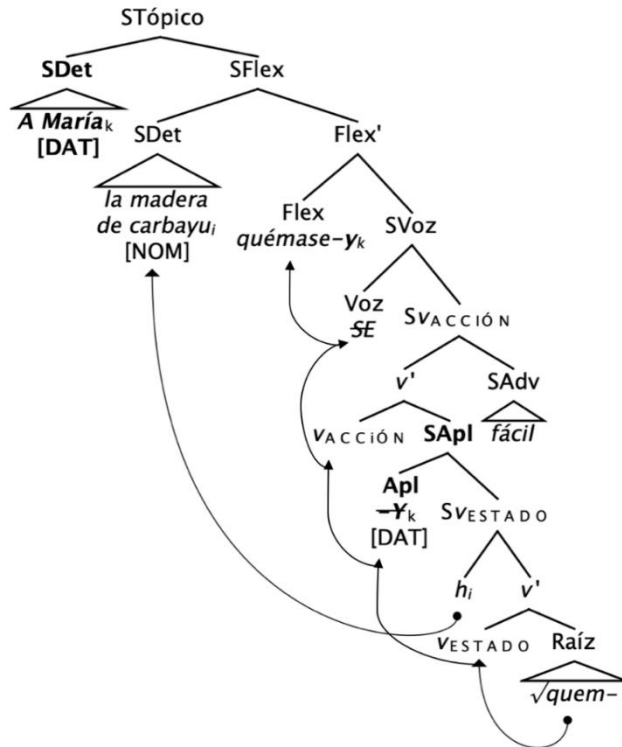 STópico
SDet SFlex
A Maríaₖ SDet Flex'
[DAT]
la madera
de carbayuᵢ
[NOM]
Flex SVoz
quémase-yₖ
Voz SvACCIÓN
SE
v' SAdv
vACCiÓN SApl fácil
Apl SvESTADO
-Yₖ
[DAT]
hᵢ v'
vESTADO Raíz
√quem-